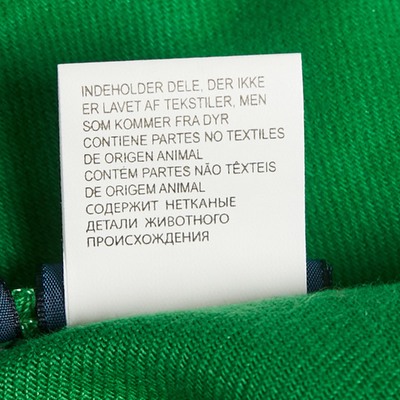 INDEHOLDER DELE, DER IKKE
ER LAVET AF TEKSTILER, MEN
SOM KOMMER FRA DYR
CONTIENE PARTES NO TEXTILES
DE ORIGEN ANIMAL
CONTÉM PARTES NÃO TÊXTEIS
DE ORIGEM ANIMAL
СОДЕРЖИТ НЕТКАНЫЕ
ДЕТАЛИ ЖИВОТНОГО
ПРОИСХОЖДЕНИЯ